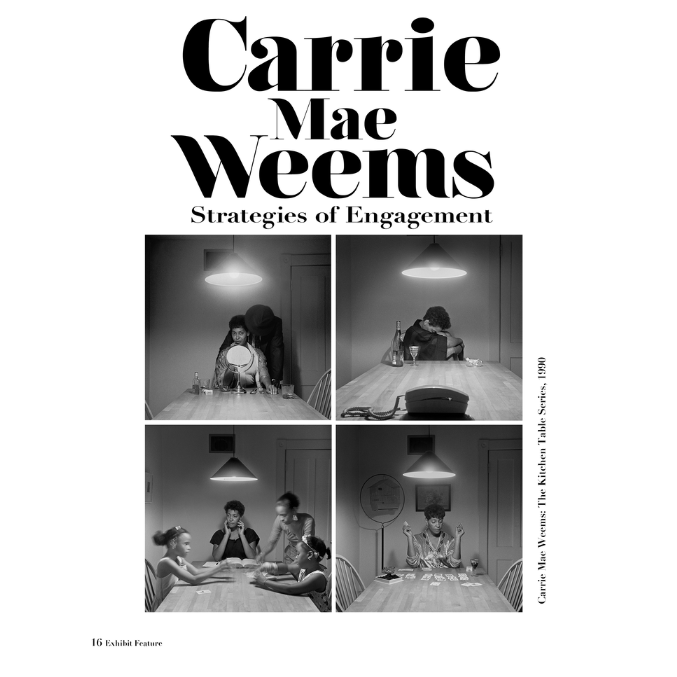 Carrie
Mae
Weems
Strategies of Engagement
Carrie Mae Weems: The Kitchen Table Series, 1990
16 Exhibit Feature